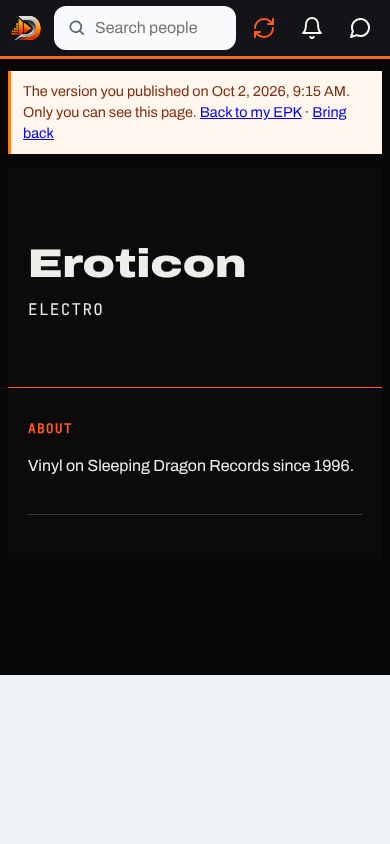 Search people
The version you published on Oct 2, 2026, 9:15 AM.
Only you can see this page. Back to my EPK · Bring
back
Eroticon
ELECTRO
ABOUT
Vinyl on Sleeping Dragon Records since 1996.